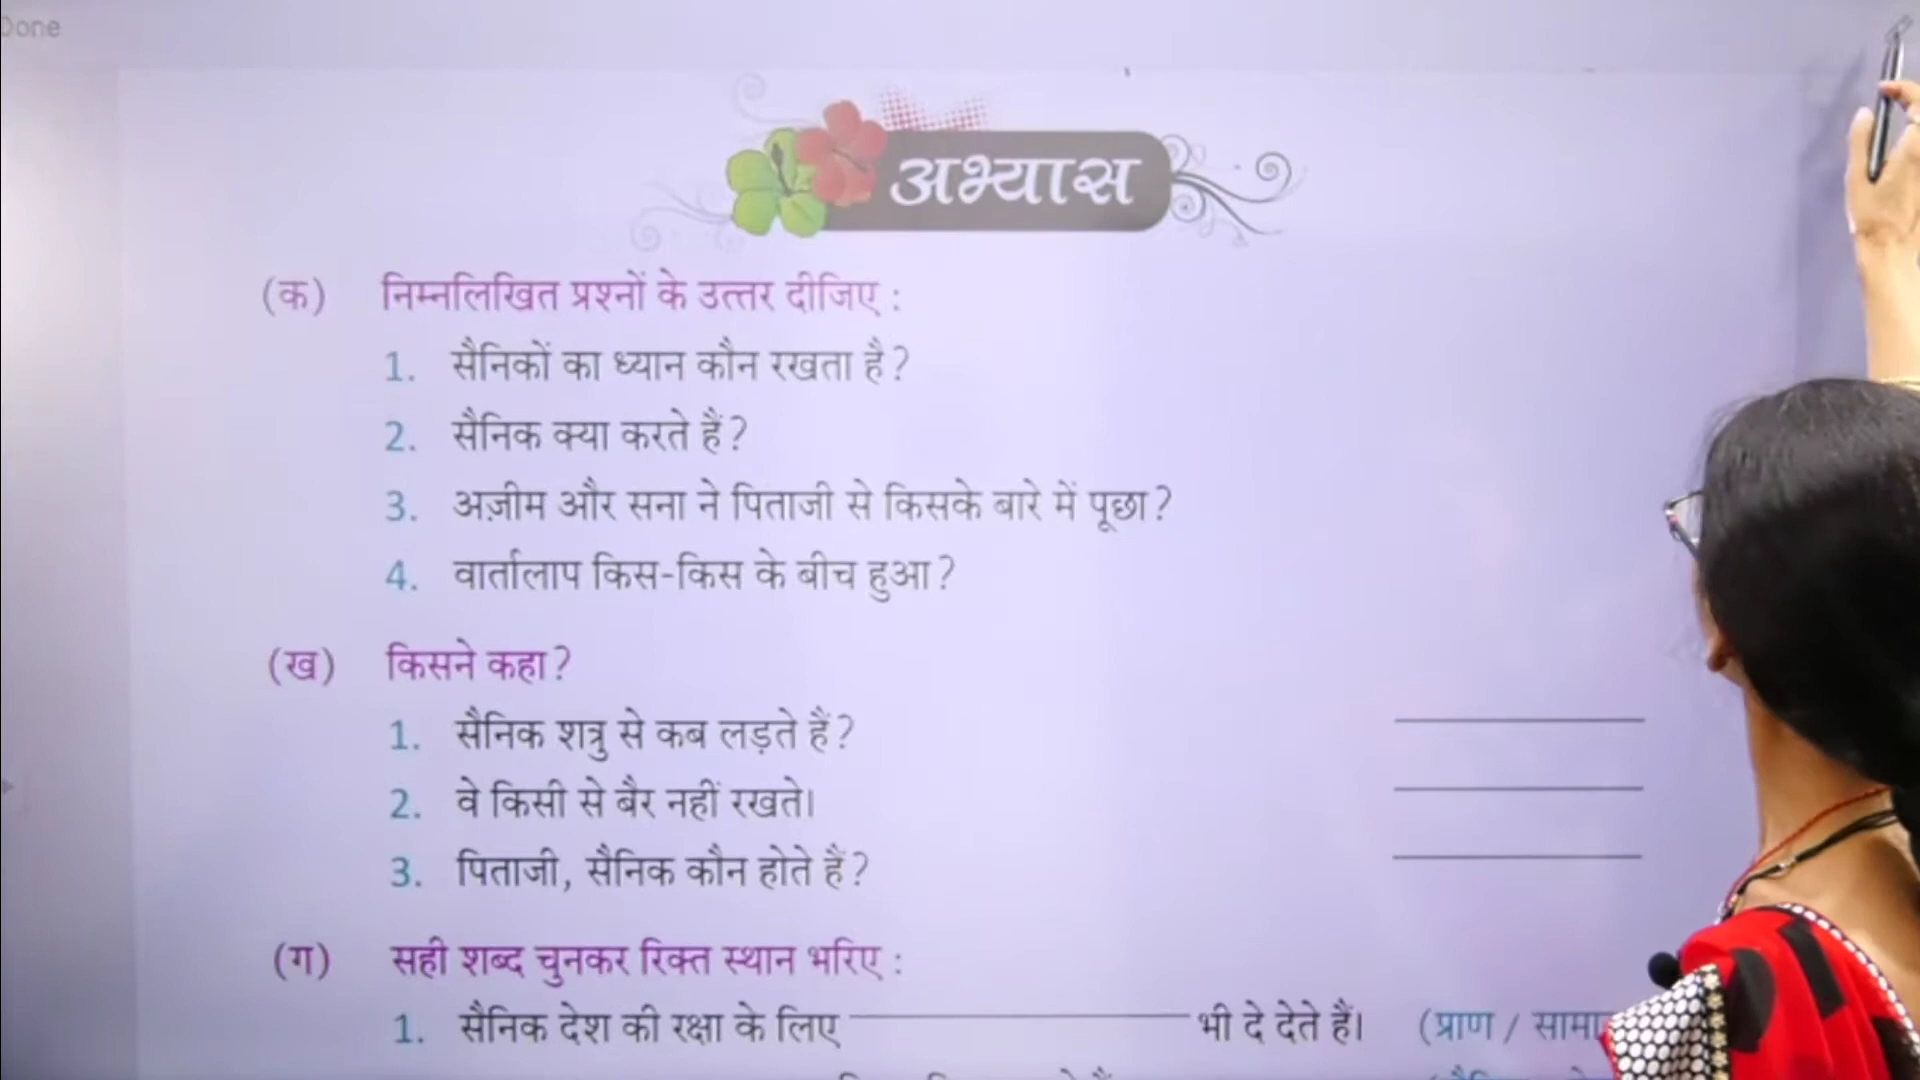 Done
अभ्यास
(क) निम्नलिखित प्रश्नों के उत्तर दीजिए :
1. सैनिकों का ध्यान कौन रखता है?
2. सैनिक क्या करते हैं?
3. अज़ीम और सना ने पिताजी से किसके बारे में पूछा?
4. वार्तालाप किस-किस के बीच हुआ?
(ख) किसने कहा?
1. सैनिक शत्रु से कब लड़ते हैं?
2. वे किसी से बैर नहीं रखते।
3. पिताजी, सैनिक कौन होते हैं?
(ग) सही शब्द चुनकर रिक्त स्थान भरिए :
1. सैनिक देश की रक्षा के लिए भी दे देते हैं। (प्राण /